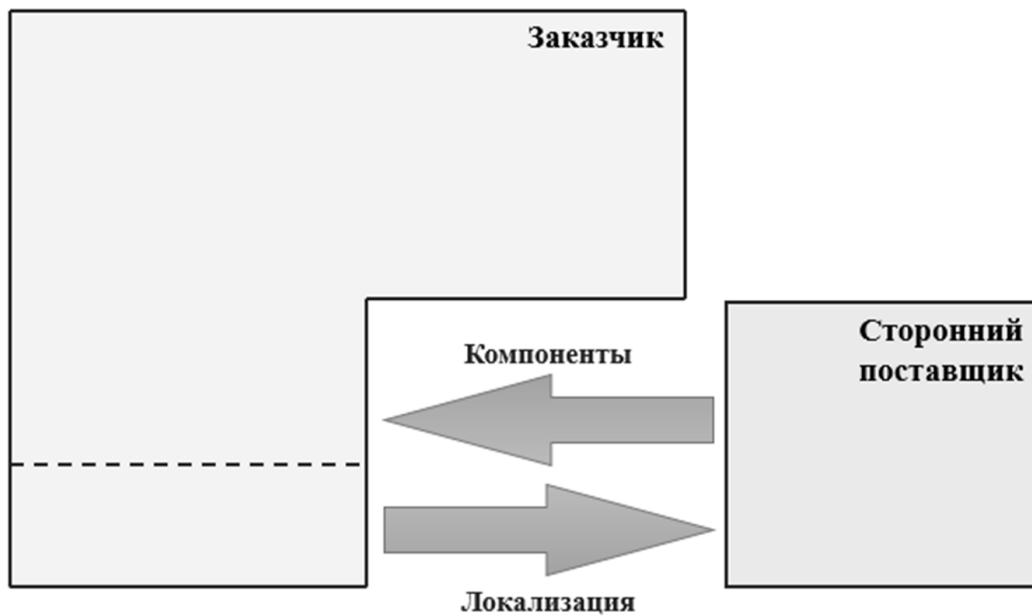 Заказчик
Сторонний
поставщик
Компоненты
Локализация